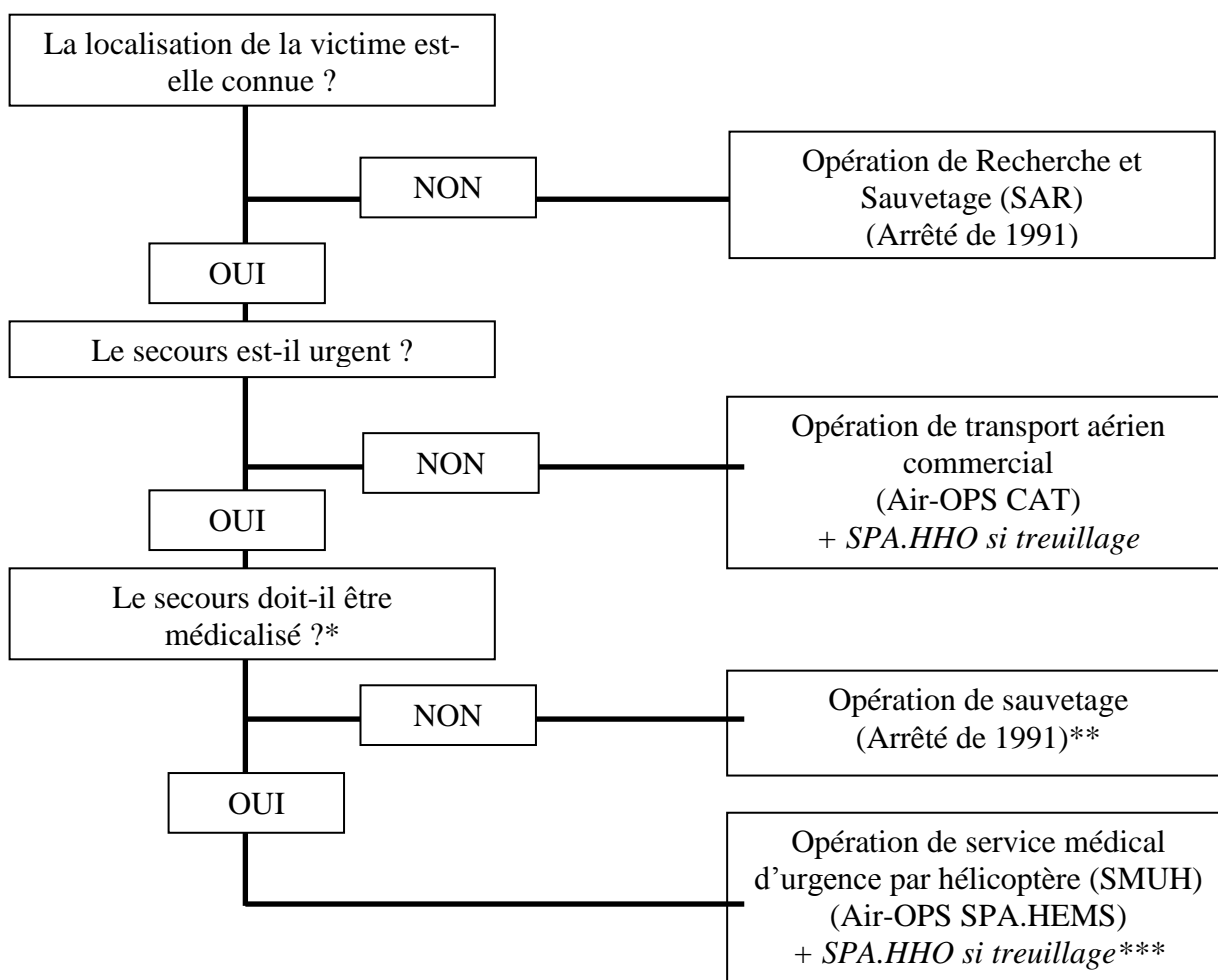 La localisation de la victime est-
elle connue ?
NON
Opération de Recherche et
Sauvetage (SAR)
(Arrêté de 1991)
OUI
Le secours est-il urgent ?
NON
Opération de transport aérien
commercial
(Air-OPS CAT)
+ SPA.HHO si treuillage
OUI
Le secours doit-il être
médicalisé ?*
NON
Opération de sauvetage
(Arrêté de 1991)**
OUI
Opération de service médical
d’urgence par hélicoptère (SMUH)
(Air-OPS SPA.HEMS)
+ SPA.HHO si treuillage***